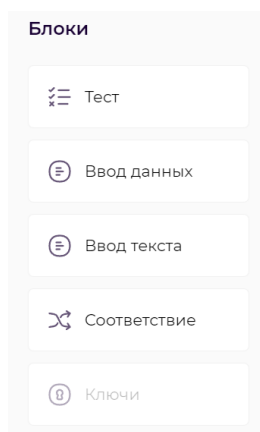 Блоки
Тест
Ввод данных
Ввод текста
Соответствие
Ключи